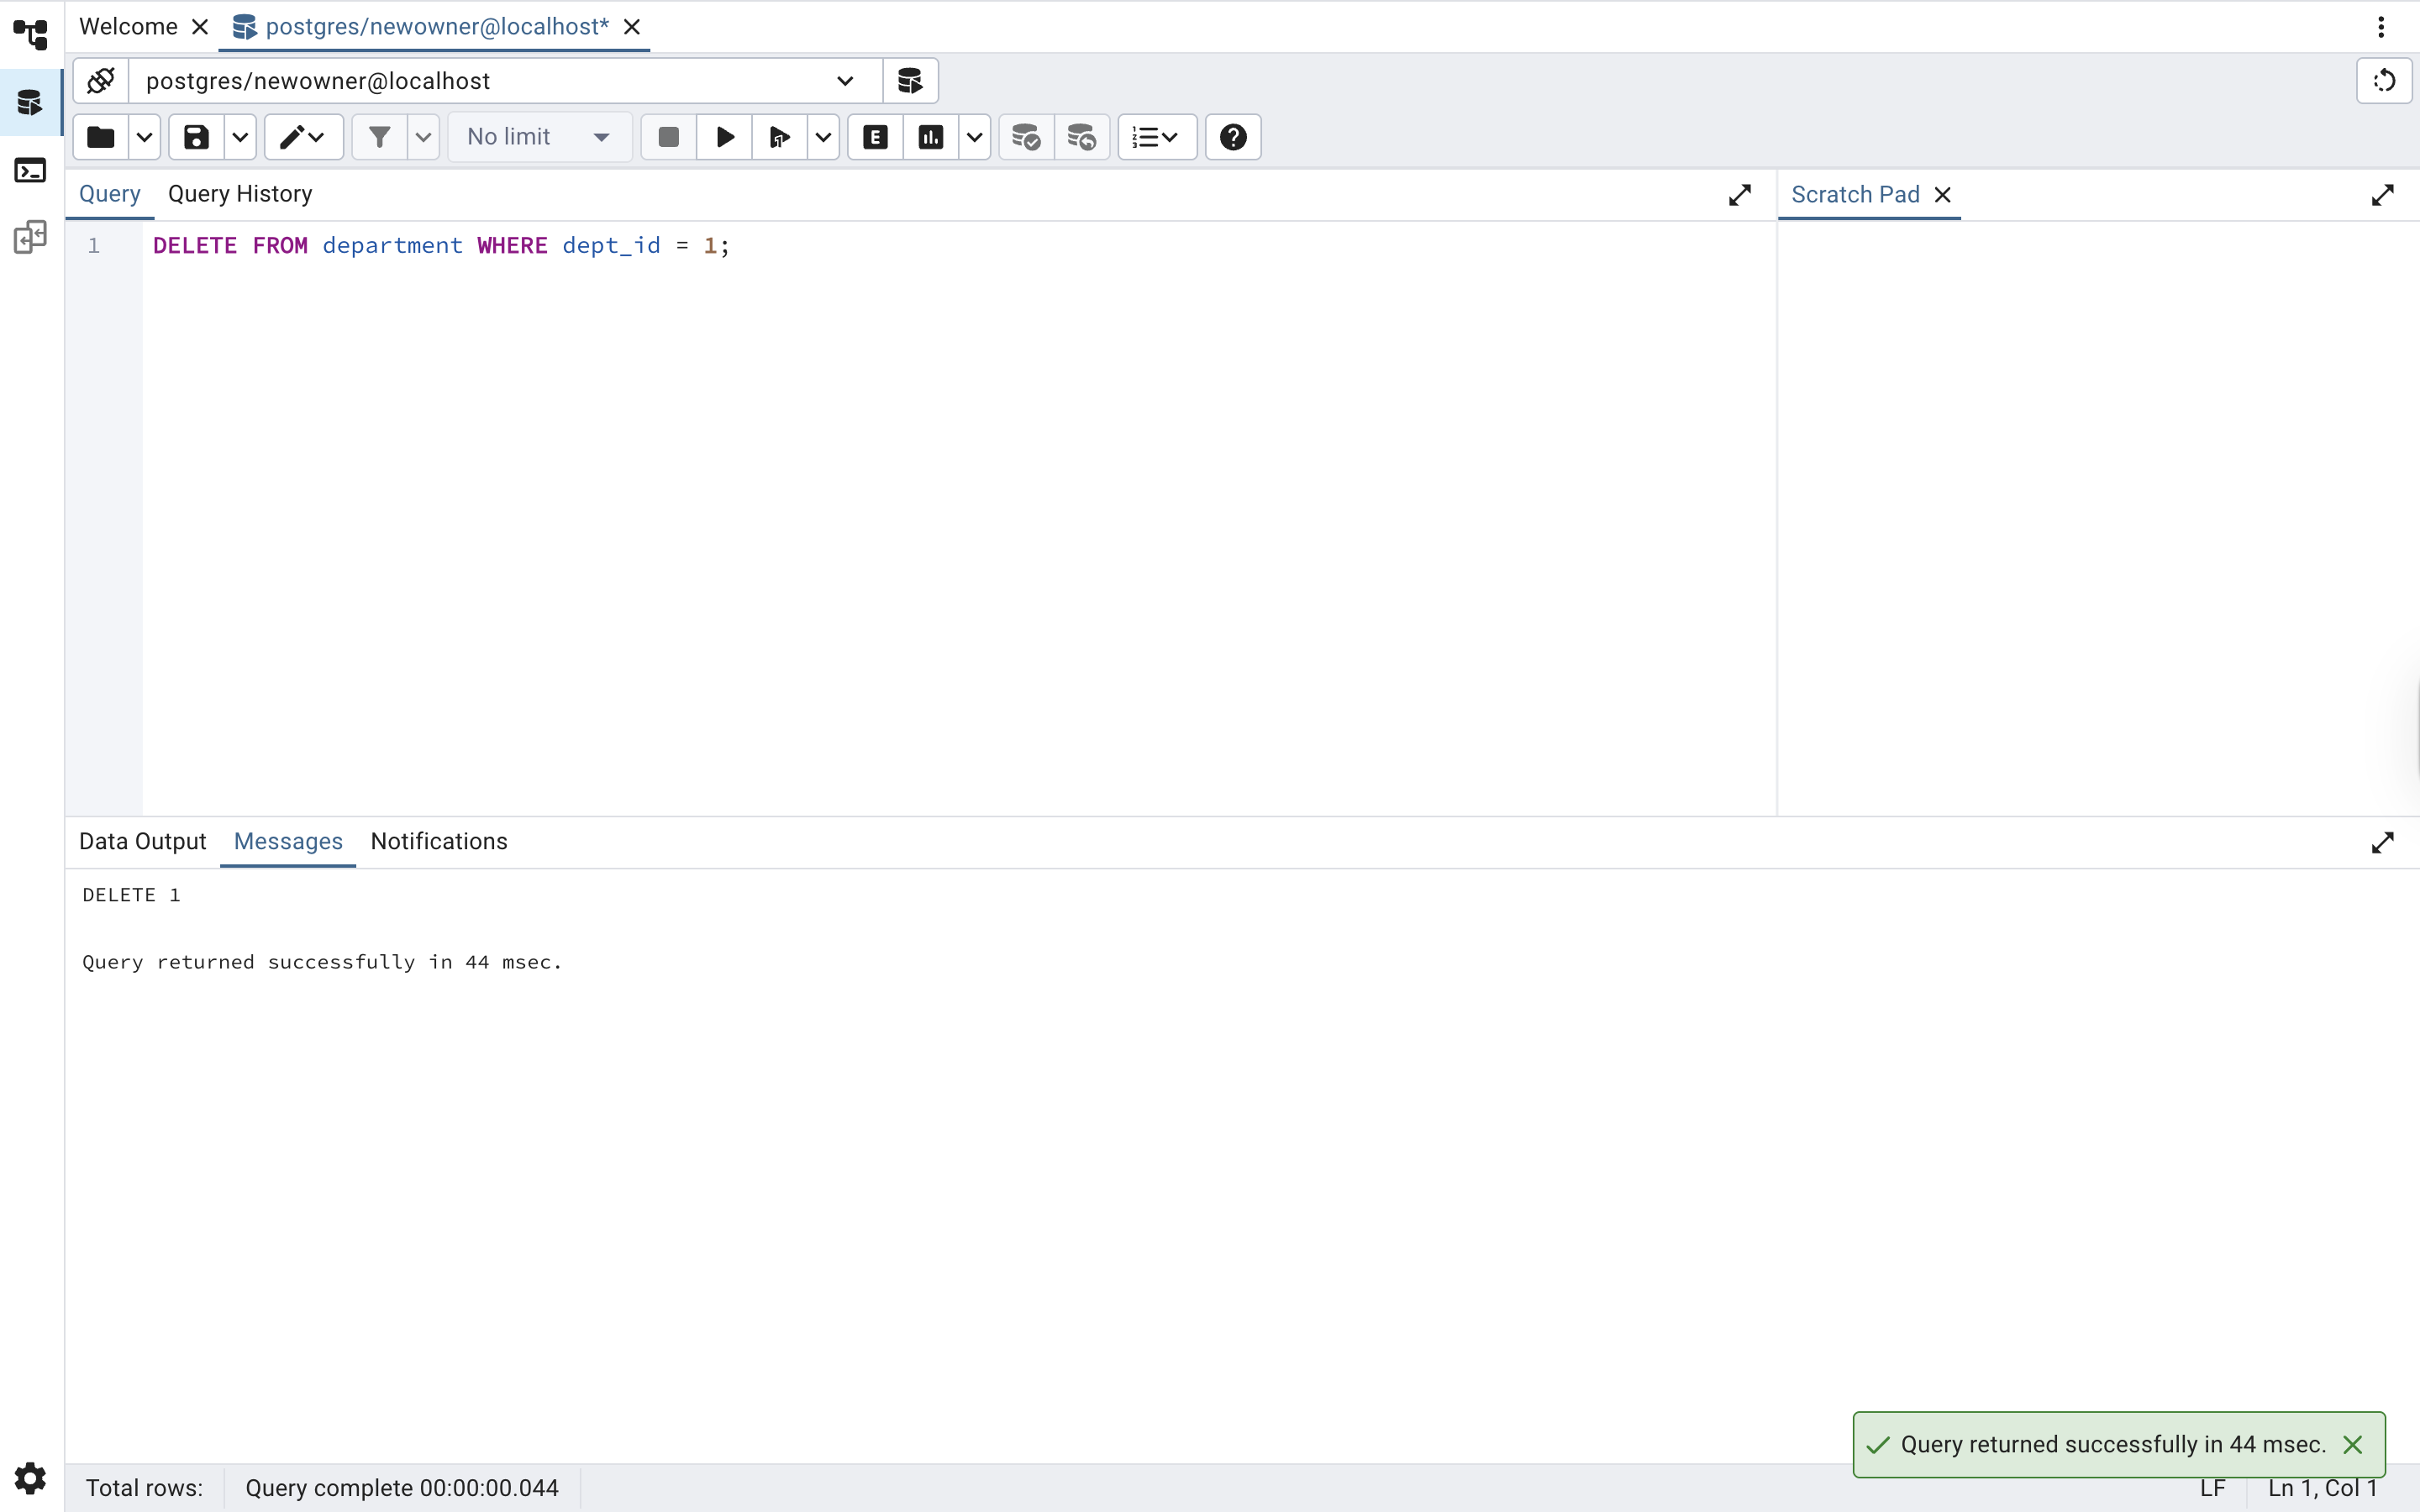 Welcome
postgres/newowner@localhost*
postgres/newowner@localhost
No limit
E
Query
Query History
Scratch Pad
1
DELETE FROM department WHERE dept_id = 1;
Data Output
Messages
Notifications
DELETE 1
Query returned successfully in 44 msec.
Query returned successfully in 44 msec.
Total rows:
Query complete 00:00:00.044
LF
Ln 1, Col 1